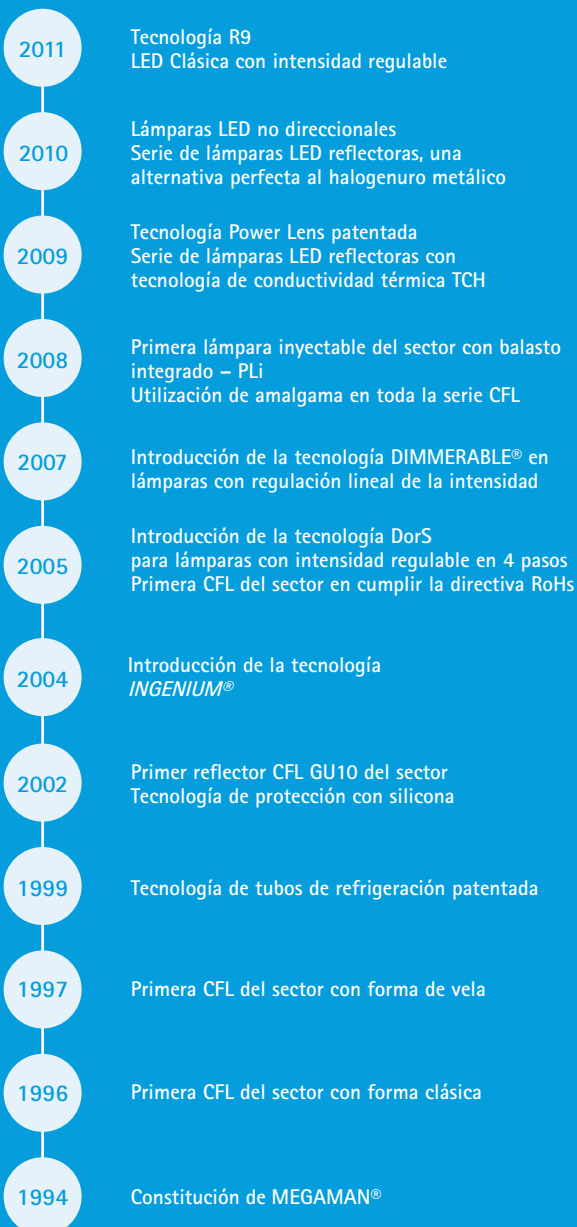 2011
Tecnología R9
LED Clásica con intensidad regulable
2010
Lámparas LED no direccionales
Serie de lámparas LED reflectoras, una
alternativa perfecta al halogenuro metálico
2009
Tecnología Power Lens patentada
Serie de lámparas LED reflectoras con
tecnología de conductividad térmica TCH
2008
Primera lámpara inyectable del sector con balasto
integrado – PLi
Utilización de amalgama en toda la serie CFL
2007
Introducción de la tecnología DIMMERABLE® en
lámparas con regulación lineal de la intensidad
2005
Introducción de la tecnología DorS
para lámparas con intensidad regulable en 4 pasos
Primera CFL del sector en cumplir la directiva RoHs
2004
Introducción de la tecnología
INGENIUM®
2002
Primer reflector CFL GU10 del sector
Tecnología de protección con silicona
1999
Tecnología de tubos de refrigeración patentada
1997
Primera CFL del sector con forma de vela
1996
Primera CFL del sector con forma clásica
1994
Constitución de MEGAMAN®